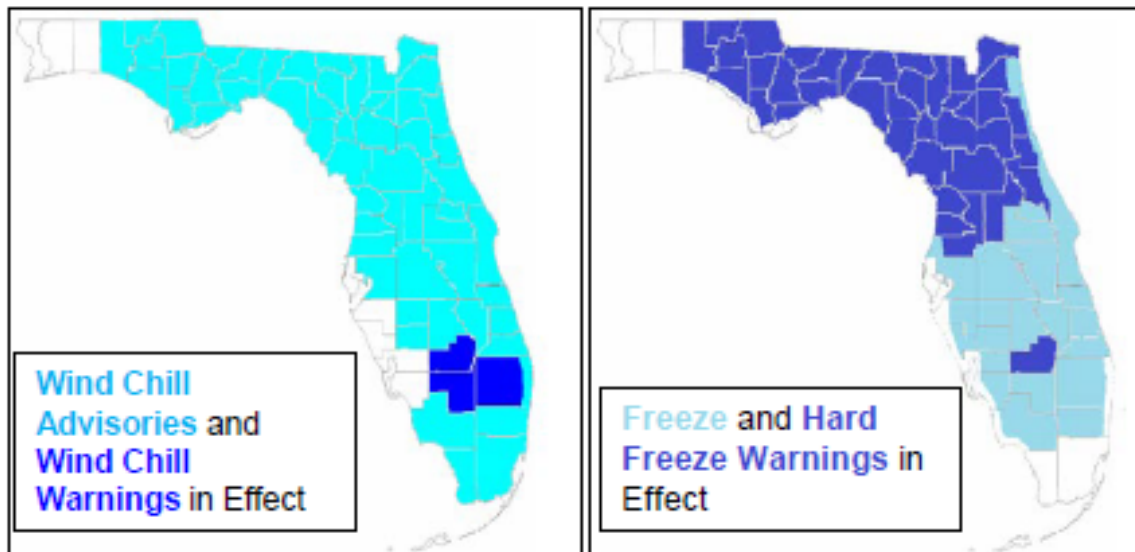 Wind Chill
Advisories and
Wind Chill
Warnings in Effect
Freeze and Hard
Freeze Warnings in
Effect